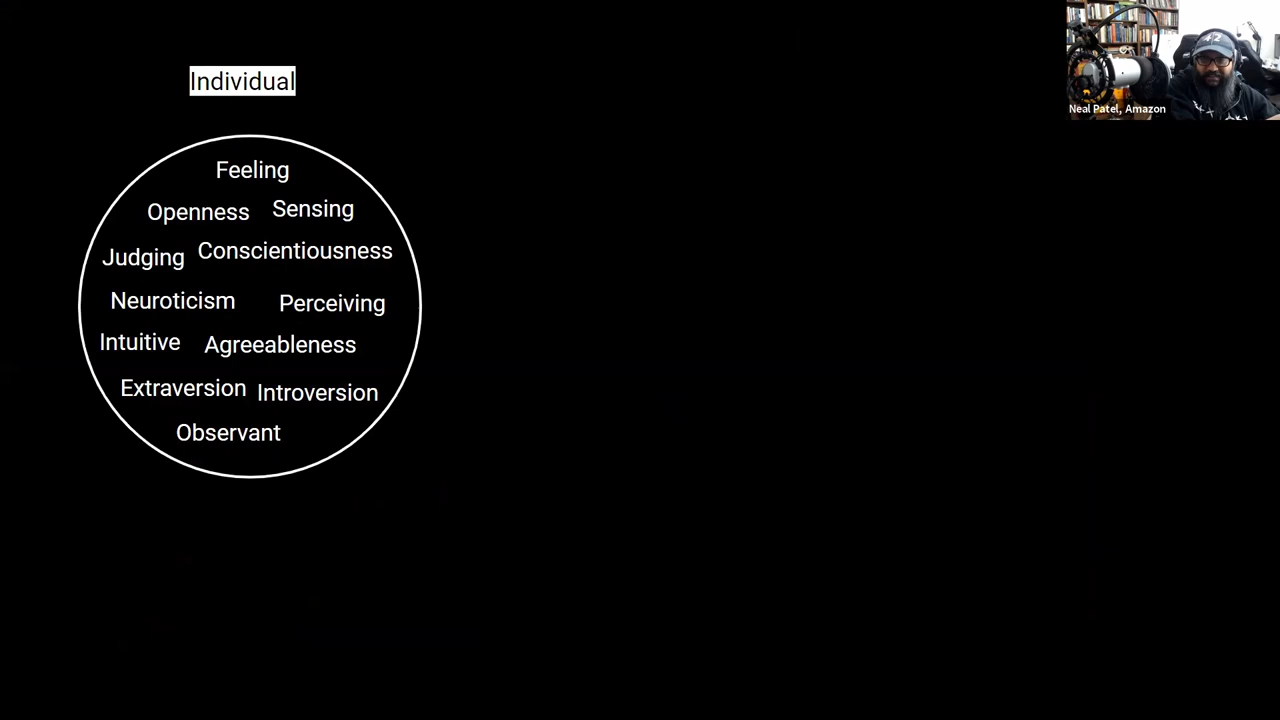 Individual
Feeling
Openness Sensing
Judging Conscientiousness
Neuroticism Perceiving
Intuitive Agreeableness
Extraversion Introversion
Observant
Neal Patel, Amazon